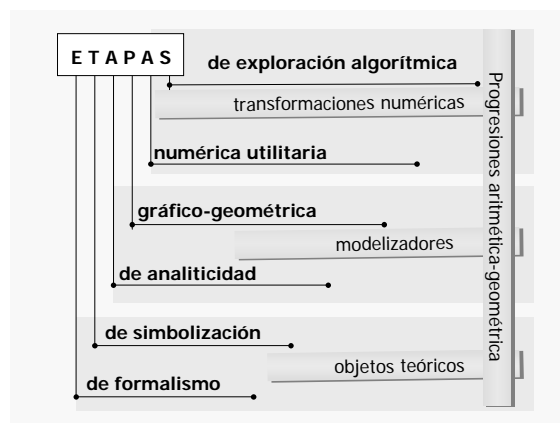 ETAPAS
de exploración algorítmica
transformaciones numéricas
numérica utilitaria
gráfico-geométrica
modelizadores
de analiticidad
de simbolización
objetos teóricos
de formalismo
Progresiones aritmética-geométrica